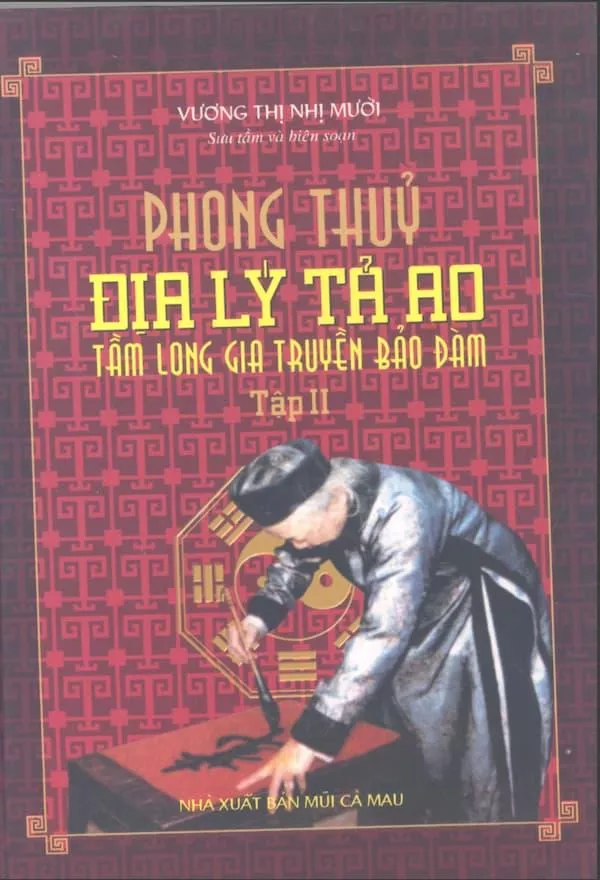 VƯƠNG THỊ NHỊ MƯỜI
Sưu tầm và biên soạn
PHONG THUỶ
ĐỊA LÝ TẢ AO
TẦM LONG GIA TRUYỀN BẢO ĐÀM
Tập II
NHÀ XUẤT BẢN MŨI CÀ MAU